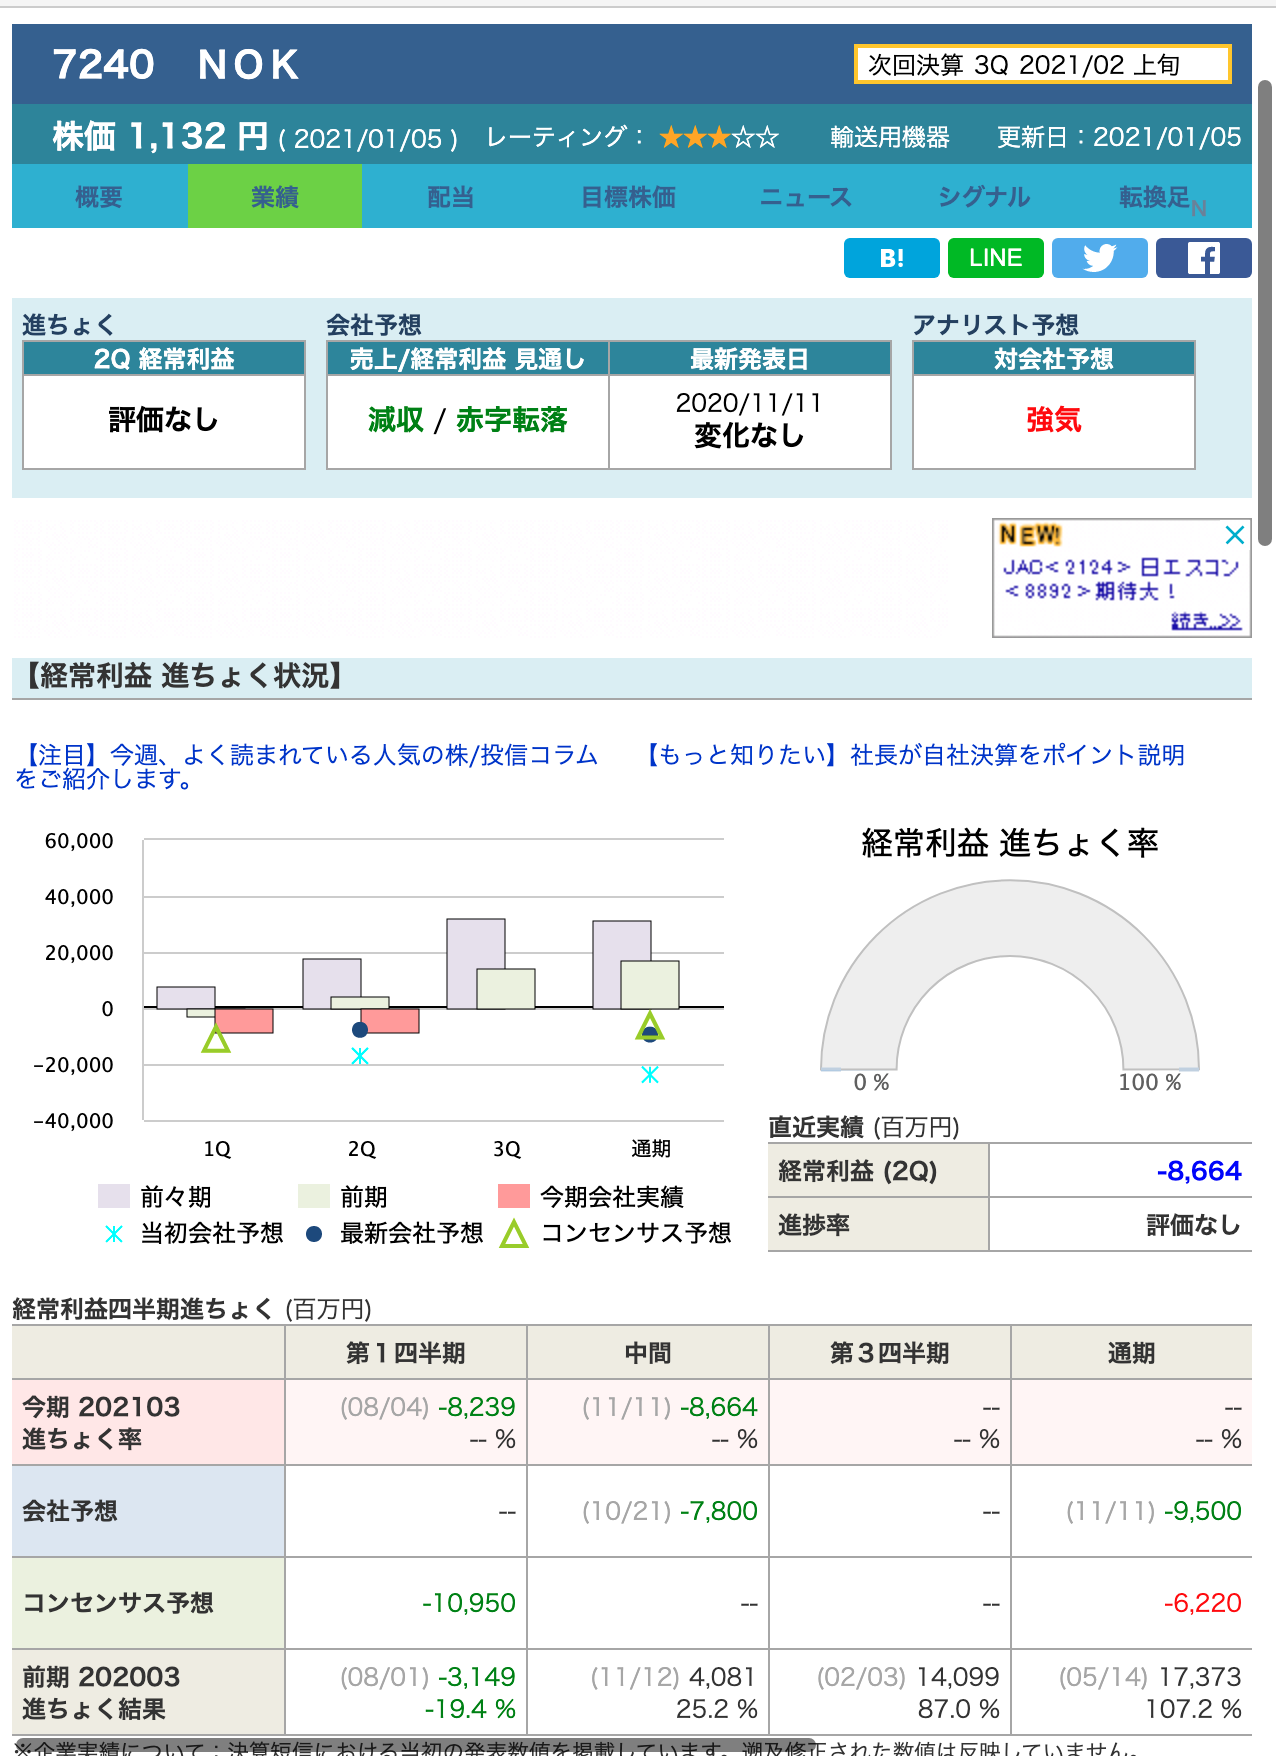 7240 NOK
次回決算 3Q 2021/02 上旬
株価 1,132 円 ( 2021/01/05 ) レーティング： ★★★☆☆ 輸送用機器 更新日：2021/01/05
概要 業績 配当 目標株価 ニュース シグナル 転換足N
B! LINE
進ちょく 会社予想 アナリスト予想
2Q 経常利益 売上/経常利益 見通し 最新発表日 対会社予想
評価なし 減収 / 赤字転落 2020/11/11 強気
変化なし
NEW!
JAC<2124> 日エスコン
<8892>期待大！
続き..>>
【経常利益 進ちょく状況】
【注目】今週、よく読まれている人気の株/投信コラム
をご紹介します。
【もっと知りたい】社長が自社決算をポイント説明
60,000
40,000
20,000
0
−20,000
−40,000
1Q 2Q 3Q 通期
前々期 前期 今期会社実績
当初会社予想 最新会社予想 コンセンサス予想
経常利益 進ちょく率
0 % 100 %
直近実績 (百万円)
経常利益 (2Q) -8,664
進捗率 評価なし
経常利益四半期進ちょく (百万円)
第１四半期 中間 第３四半期 通期
今期 202103 (08/04) -8,239 (11/11) -8,664 -- --
進ちょく率 -- % -- % -- % -- %
会社予想 -- (10/21) -7,800 -- (11/11) -9,500
コンセンサス予想 -10,950 -- -- -6,220
前期 202003 (08/01) -3,149 (11/12) 4,081 (02/03) 14,099 (05/14) 17,373
進ちょく結果 -19.4 % 25.2 % 87.0 % 107.2 %
※企業実績について：決算短信における当初の発表数値を掲載しています。遡及修正された数値は反映していません。